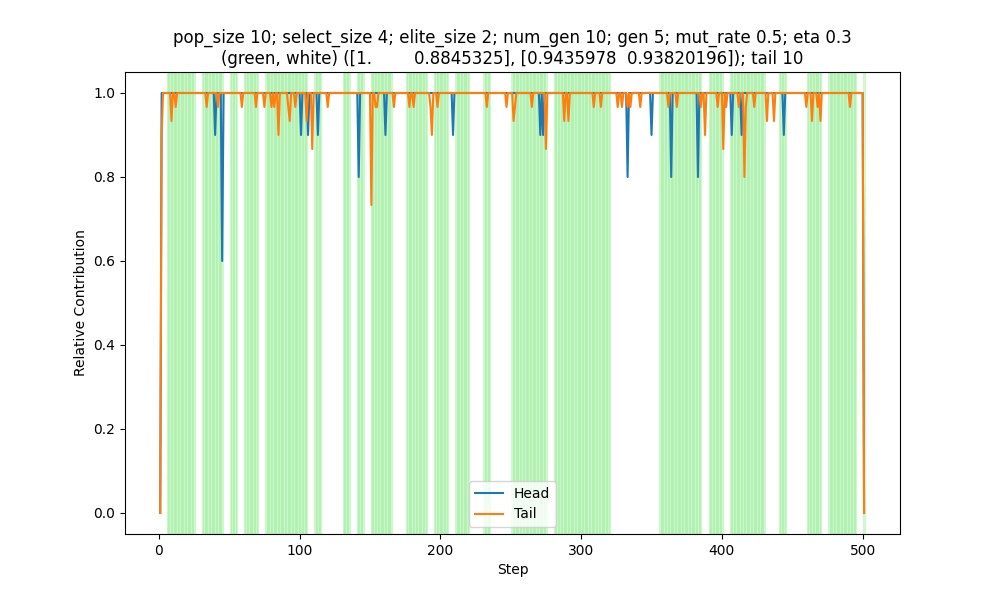 pop_size 10; select_size 4; elite_size 2; num_gen 10; gen 5; mut_rate 0.5; eta 0.3
(green, white) ([1. 0.8845325], [0.9435978 0.93820196]); tail 10
1.0
0.8
0.6
0.4
0.2
0.0
Relative Contribution
Head
Tail
0 100 200 300 400 500
Step